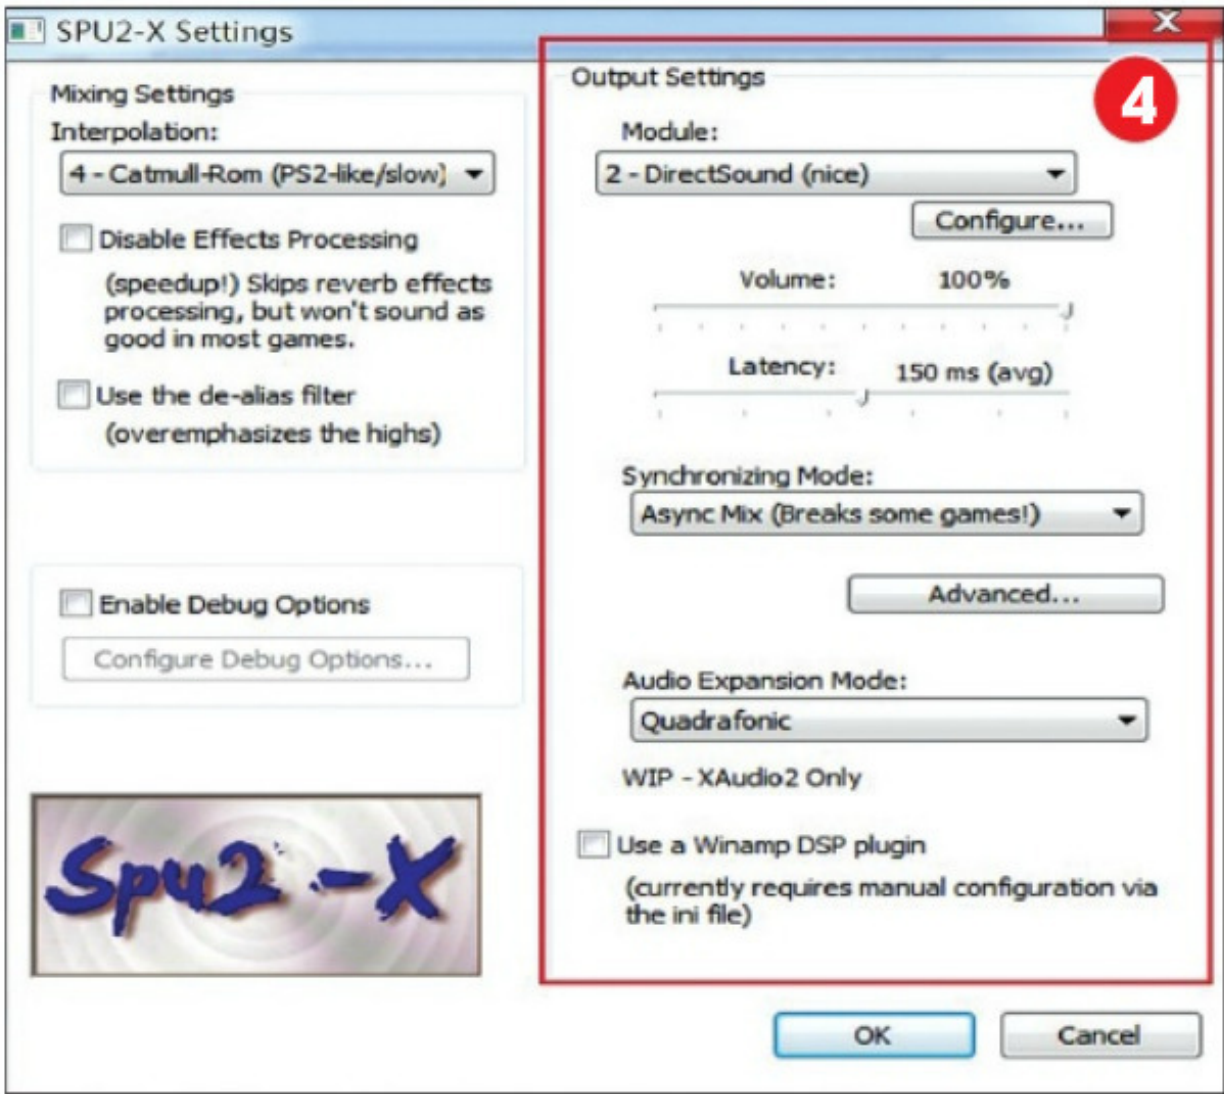 SPU2-X Settings
X
Mixing Settings
Interpolation:
4 - Catmull-Rom (PS2-like/slow)
Disable Effects Processing
(speedup!) Skips reverb effects
processing, but won't sound as
good in most games.
Use the de-alias filter
(overemphasizes the highs)
Enable Debug Options
Configure Debug Options...
Spu2-X
Output Settings
4
Module:
2 - DirectSound (nice)
Configure...
Volume: 100%
Latency: 150 ms (avg)
Synchronizing Mode:
Async Mix (Breaks some games!)
Advanced...
Audio Expansion Mode:
Quadrafonic
WIP - XAudio2 Only
Use a Winamp DSP plugin
(currently requires manual configuration via
the ini file)
OK Cancel